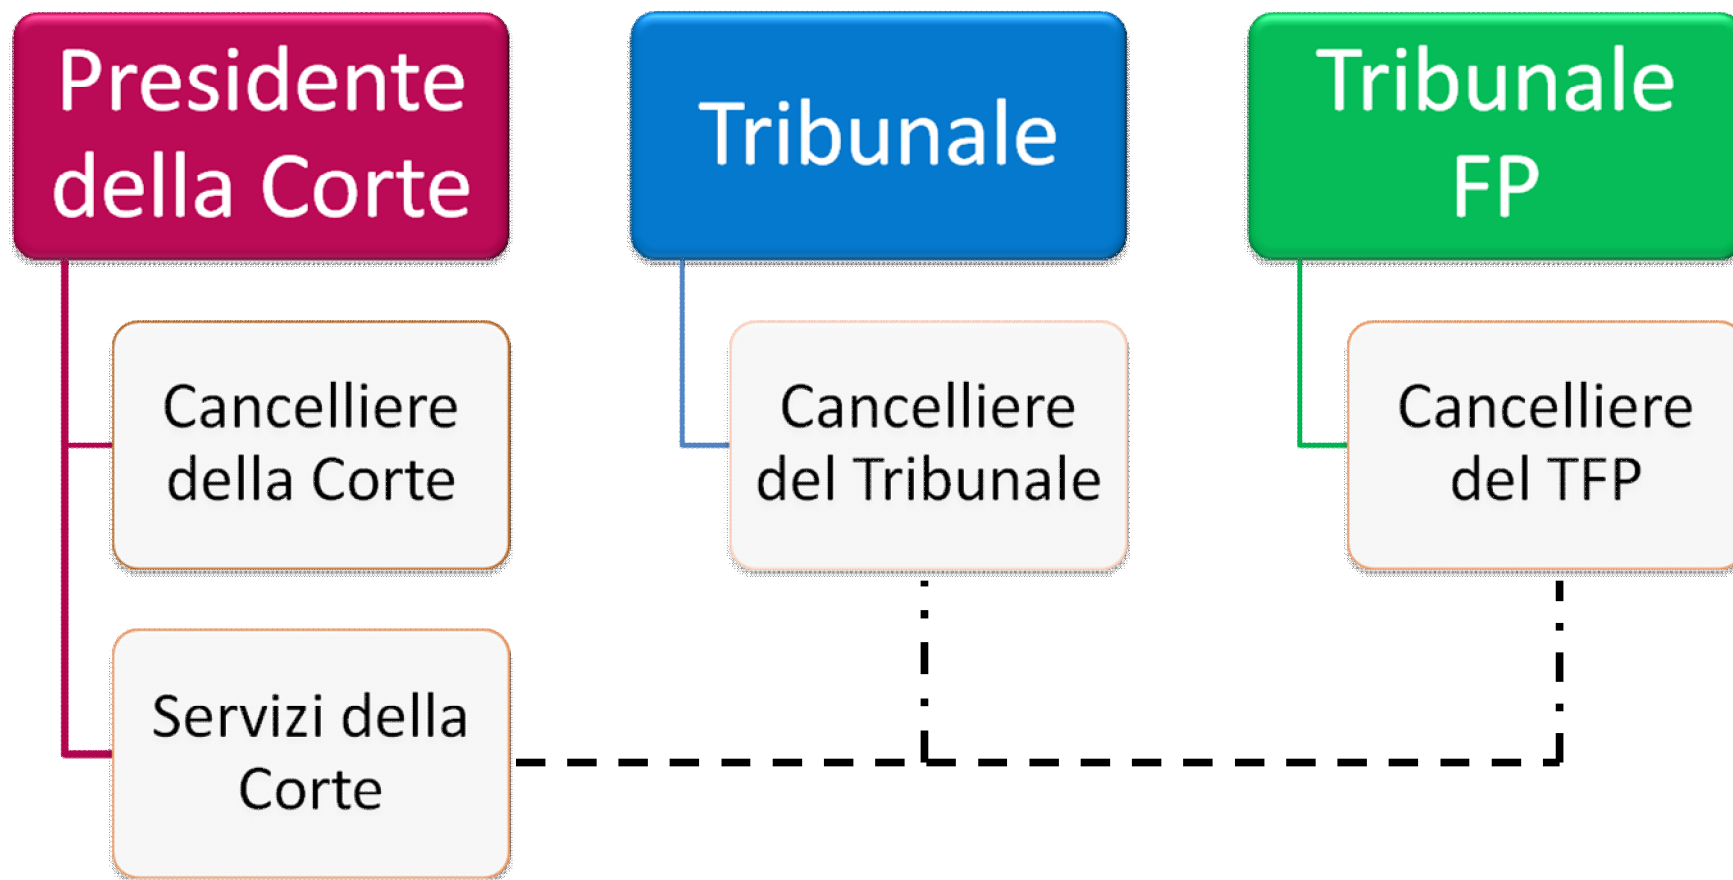 Presidente
della Corte
Tribunale
Tribunale
FP
Cancelliere
della Corte
Cancelliere
del Tribunale
Cancelliere
del TFP
Servizi della
Corte